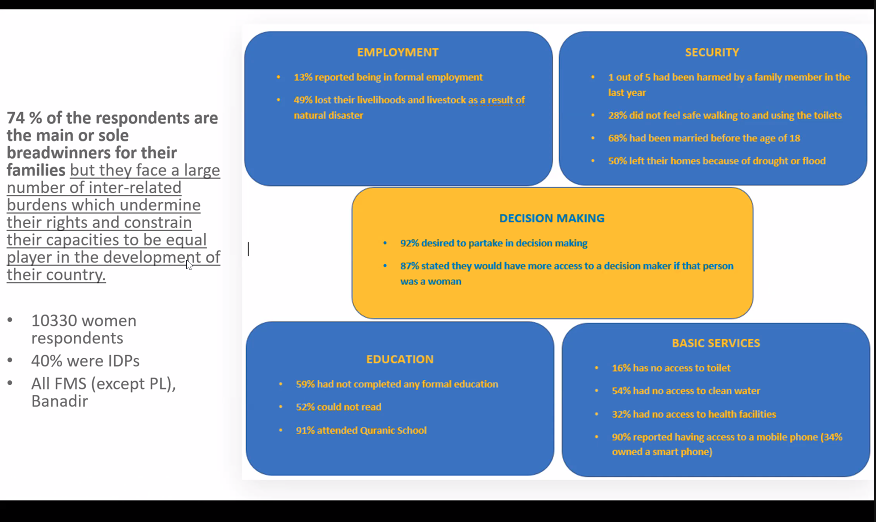 74 % of the respondents are
the main or sole
breadwinners for their
families but they face a large
number of inter-related
burdens which undermine
their rights and constrain
their capacities to be equal
player in the development of
their country.
• 10330 women
respondents
• 40% were IDPs
• All FMS (except PL),
Banadir
EMPLOYMENT
• 13% reported being in formal employment
• 49% lost their livelihoods and livestock as a result of
natural disaster
SECURITY
• 1 out of 5 had been harmed by a family member in the
last year
• 28% did not feel safe walking to and using the toilets
• 68% had been married before the age of 18
• 50% left their homes because of drought or flood
DECISION MAKING
• 92% desired to partake in decision making
• 87% stated they would have more access to a decision maker if that person
was a woman
EDUCATION
• 59% had not completed any formal education
• 52% could not read
• 91% attended Quranic School
BASIC SERVICES
• 16% has no access to toilet
• 54% had no access to clean water
• 32% had no access to health facilities
• 90% reported having access to a mobile phone (34%
owned a smart phone)